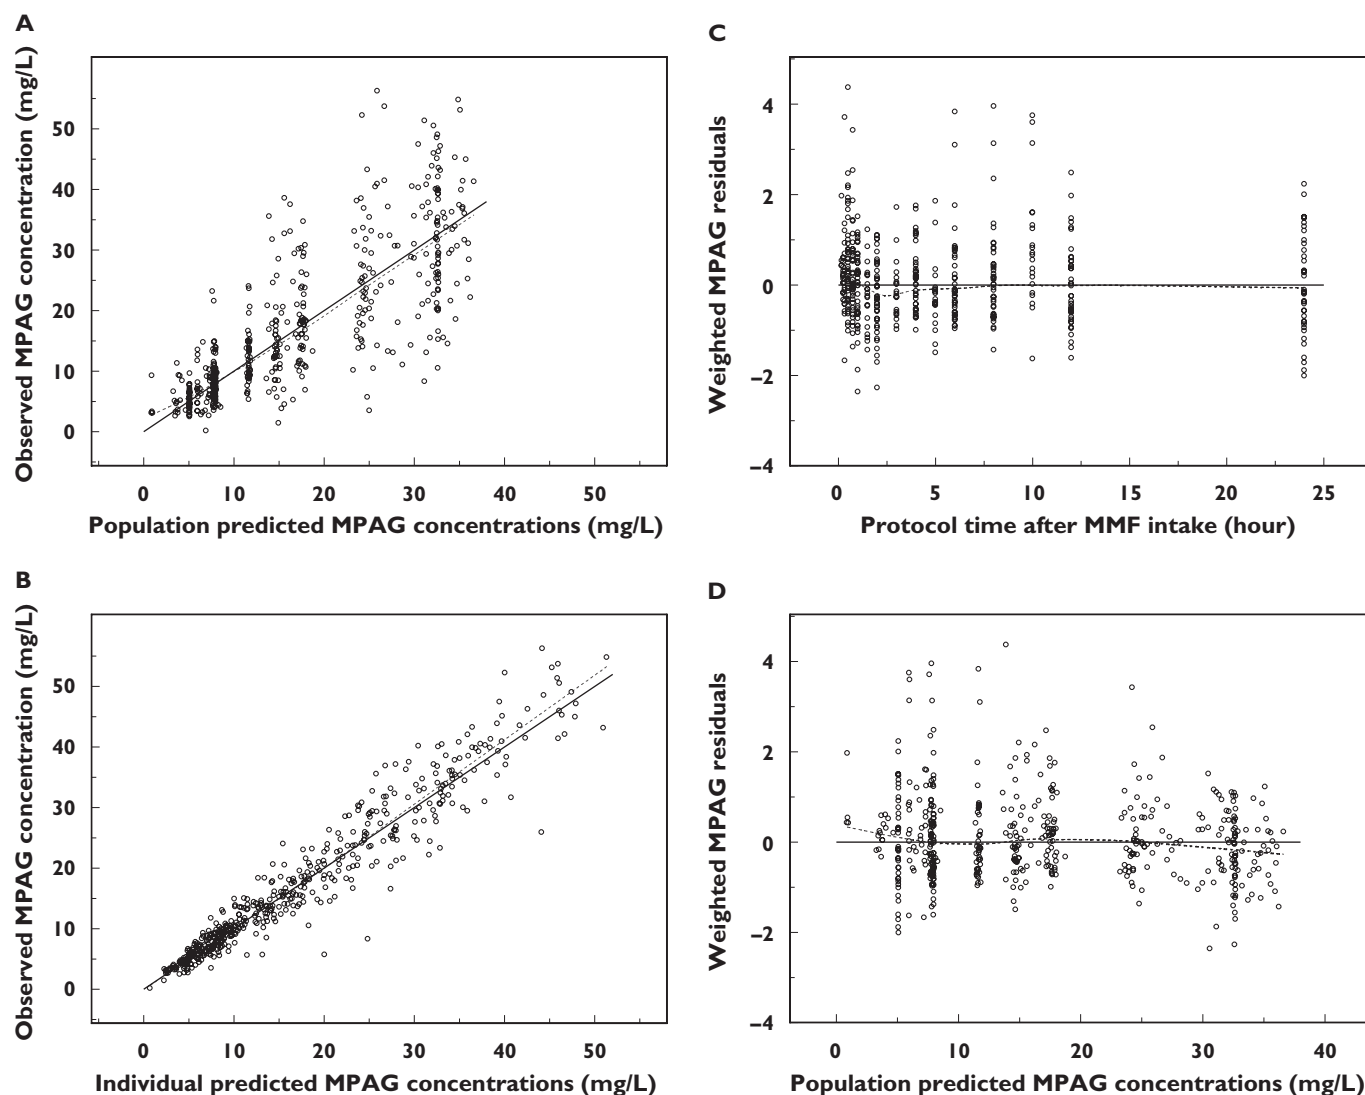 A
Observed MPAG concentration (mg/L)
50
40
30
20
10
0
0 10 20 30 40 50
Population predicted MPAG concentrations (mg/L)
B
Observed MPAG concentration (mg/L)
50
40
30
20
10
0
0 10 20 30 40 50
Individual predicted MPAG concentrations (mg/L)
C
Weighted MPAG residuals
4
2
0
−2
−4
0 5 10 15 20 25
Protocol time after MMF intake (hour)
D
Weighted MPAG residuals
4
2
0
−2
−4
0 10 20 30 40
Population predicted MPAG concentrations (mg/L)